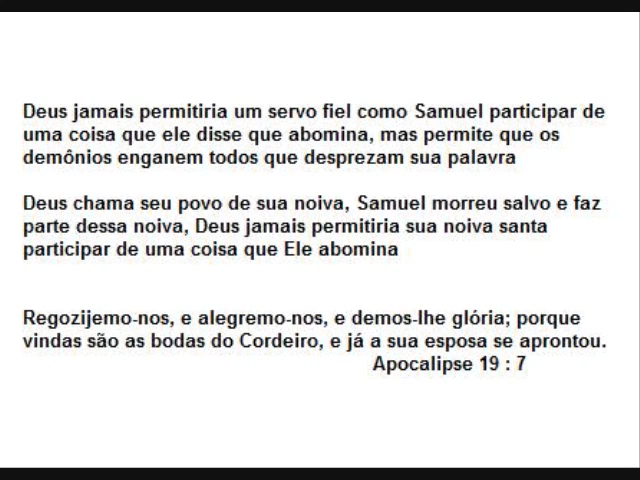 Deus jamais permitiria um servo fiel como Samuel participar de
uma coisa que ele disse que abomina, mas permite que os
demônios enganem todos que desprezam sua palavra
Deus chama seu povo de sua noiva, Samuel morreu salvo e faz
parte dessa noiva, Deus jamais permitiria sua noiva santa
participar de uma coisa que Ele abomina
Regozijemo-nos, e alegremo-nos, e demos-lhe glória; porque
vindas são as bodas do Cordeiro, e já a sua esposa se aprontou.
Apocalipse 19 : 7